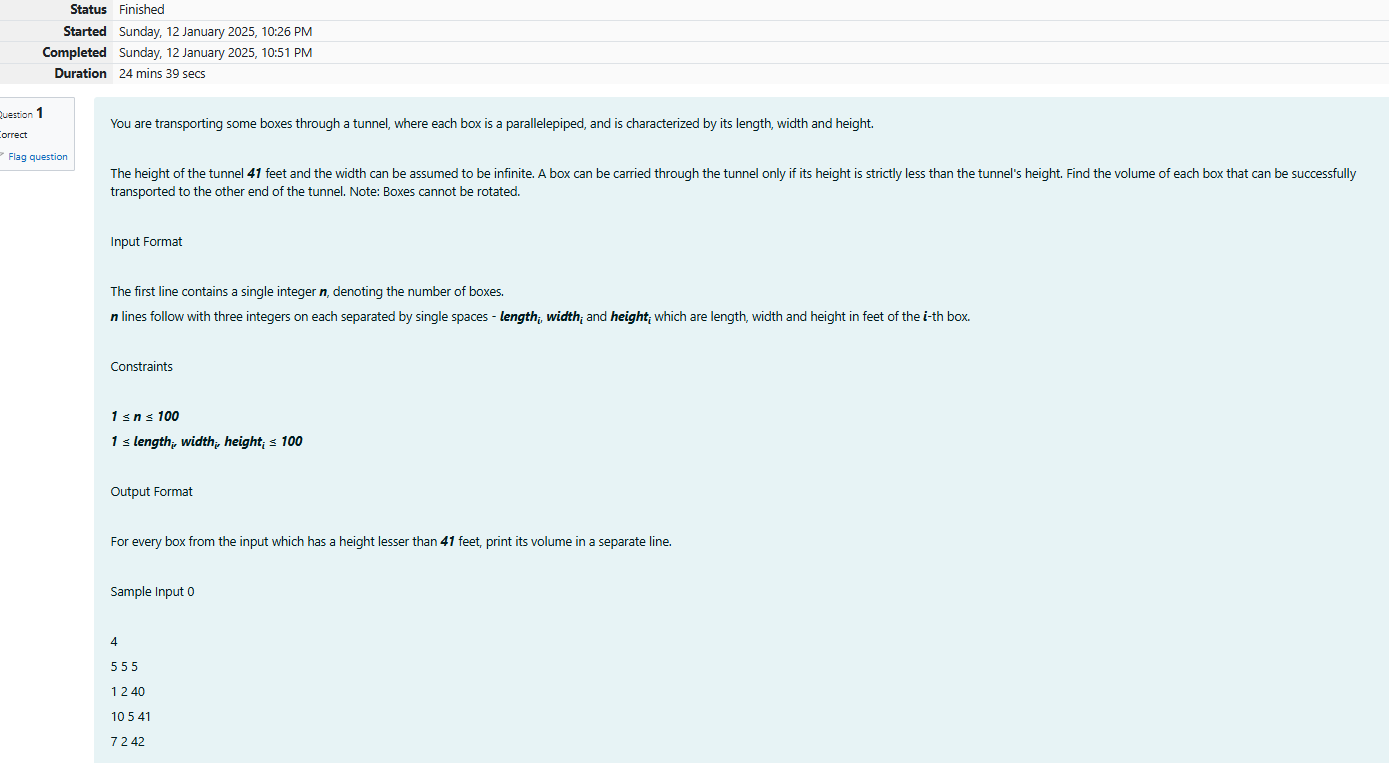 Status Finished
Started Sunday, 12 January 2025, 10:26 PM
Completed Sunday, 12 January 2025, 10:51 PM
Duration 24 mins 39 secs
Question 1
Correct
Flag question
You are transporting some boxes through a tunnel, where each box is a parallelepiped, and is characterized by its length, width and height.
The height of the tunnel 41 feet and the width can be assumed to be infinite. A box can be carried through the tunnel only if its height is strictly less than the tunnel's height. Find the volume of each box that can be successfully
transported to the other end of the tunnel. Note: Boxes cannot be rotated.
Input Format
The first line contains a single integer n, denoting the number of boxes.
n lines follow with three integers on each separated by single spaces - lengthᵢ, widthᵢ and heightᵢ which are length, width and height in feet of the i-th box.
Constraints
1 ≤ n ≤ 100
1 ≤ lengthᵢ, widthᵢ, heightᵢ ≤ 100
Output Format
For every box from the input which has a height lesser than 41 feet, print its volume in a separate line.
Sample Input 0
4
5 5 5
1 2 40
10 5 41
7 2 42